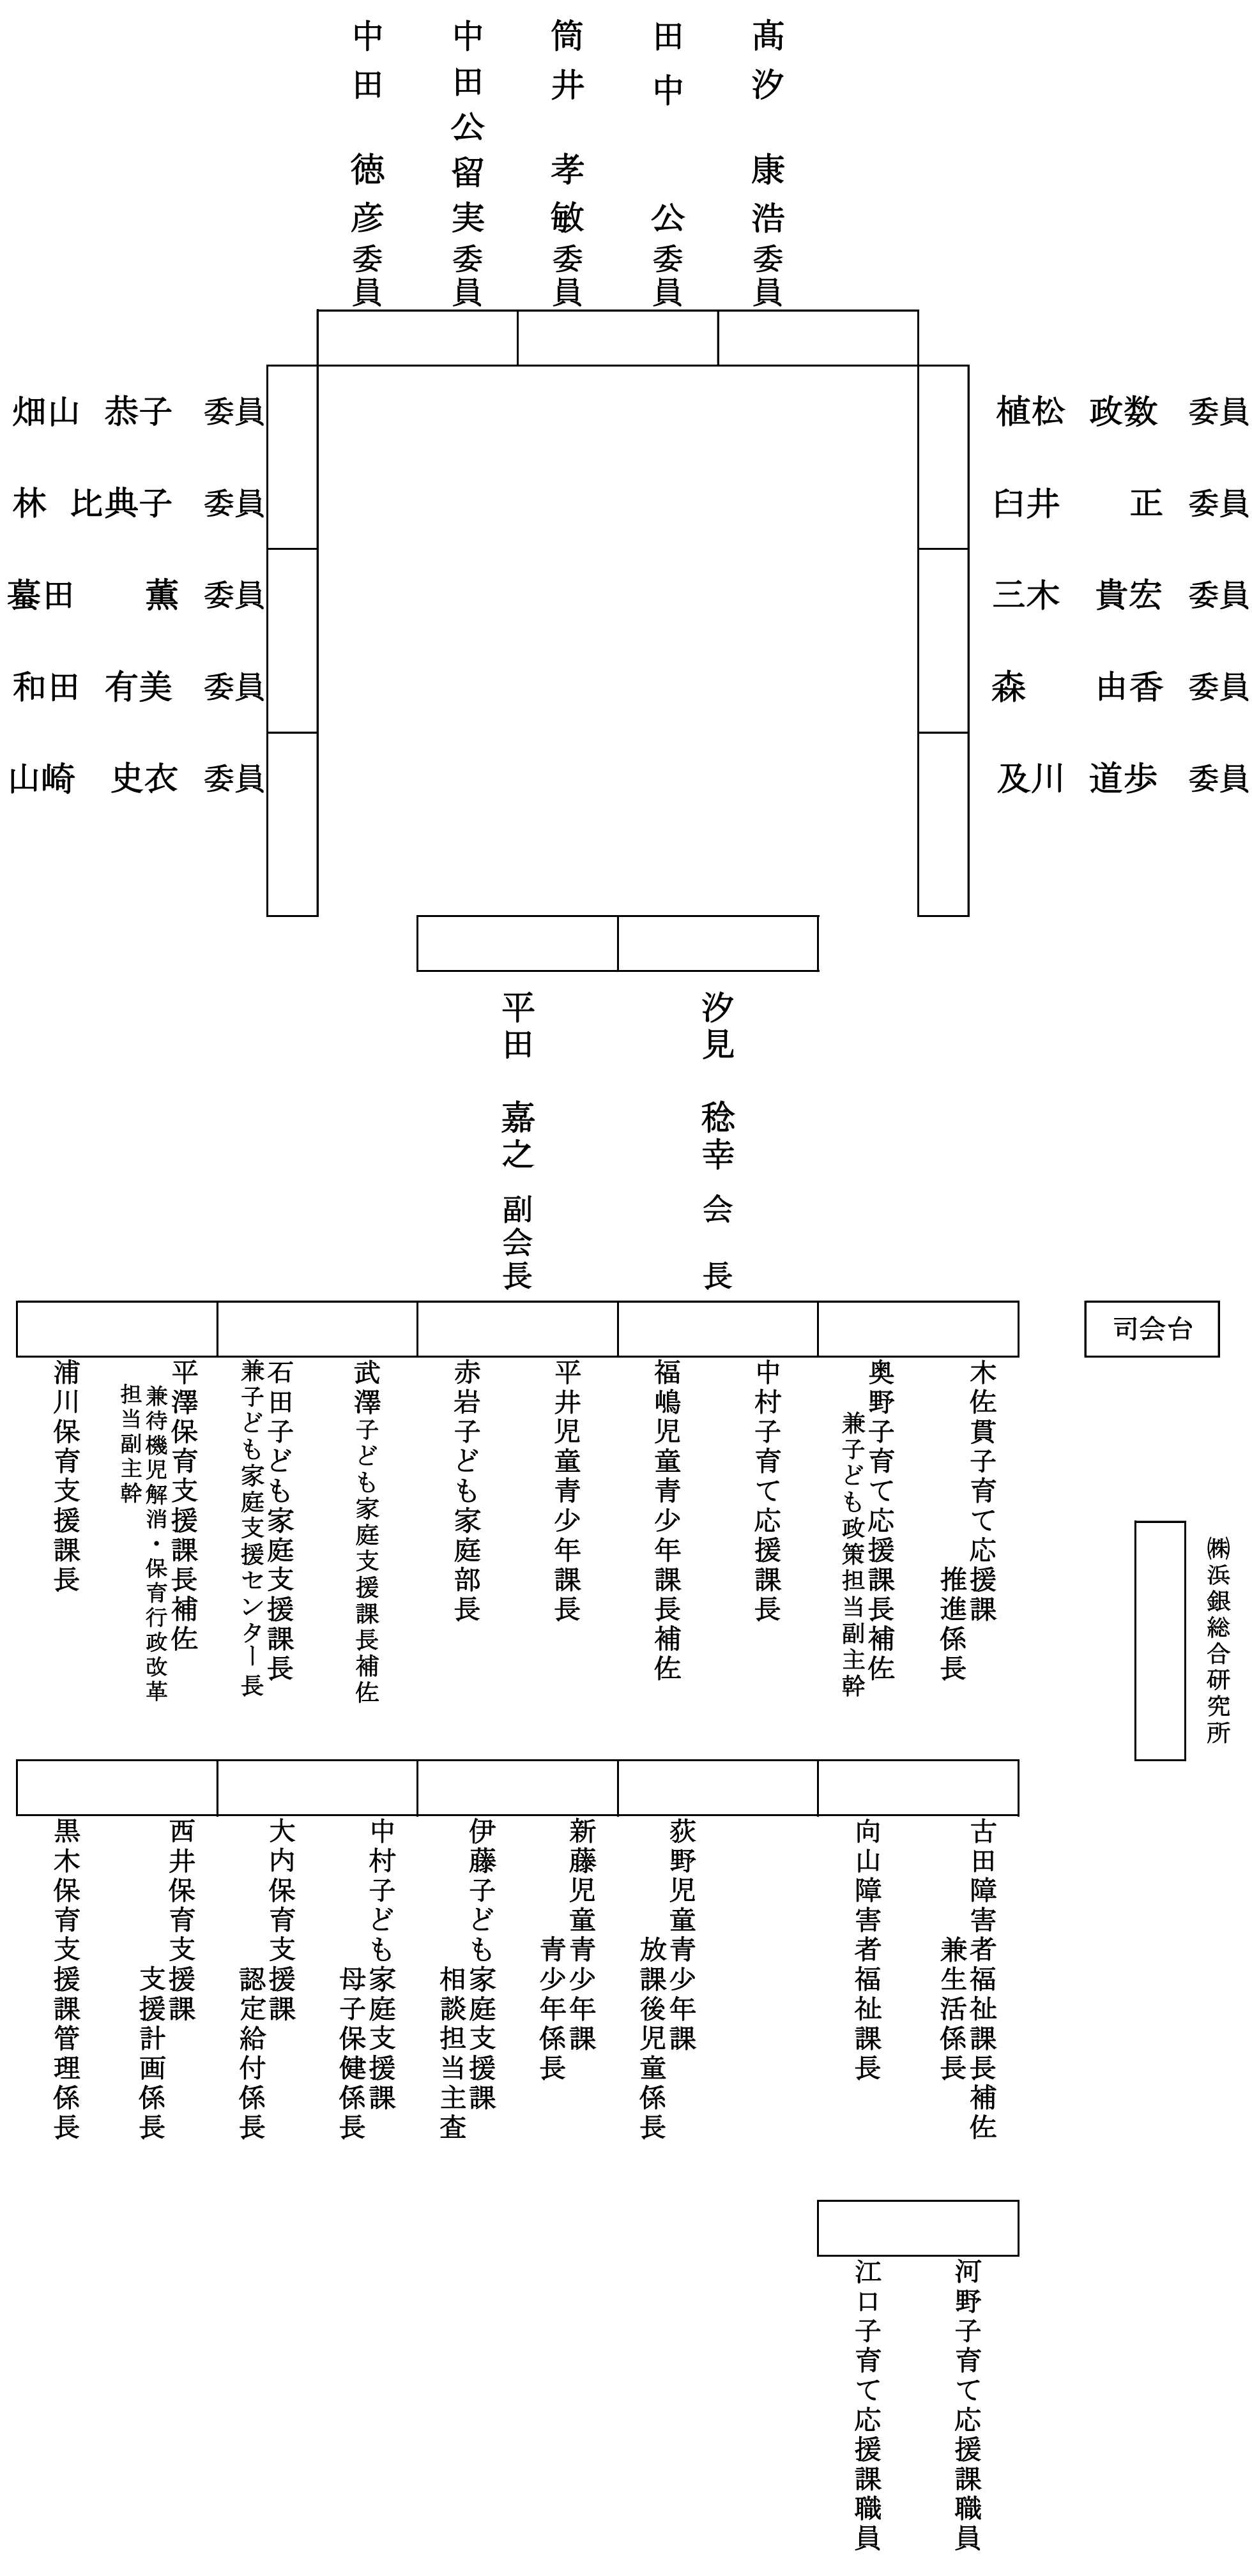 髙汐 康浩委員
田中 公委員
筒井 孝敏委員
中田公留実委員
中田 徳彦委員
畑山 恭子 委員
林 比典子 委員
蟇田 薫 委員
和田 有美 委員
山崎 史衣 委員
植松 政数 委員
臼井 正 委員
三木 貴宏 委員
森 由香 委員
及川 道歩 委員
汐見 稔幸 会長
平田 嘉之 副会長
司会台
㈱浜銀総合研究所
木佐貫子育て応援課
推進係長
奥野子育て応援課長補佐
兼子ども政策担当副主幹
中村子育て応援課長
福嶋児童青少年課長補佐
平井児童青少年課長
赤岩子ども家庭部長
武澤子ども家庭支援課長補佐
石田子ども家庭支援課長
兼子ども家庭支援センター長
平澤保育支援課長補佐
兼待機児解消・保育行政改革
担当副主幹
浦川保育支援課長
古田障害者福祉課長補佐
兼生活係長
向山障害者福祉課長
荻野児童青少年課
放課後児童係長
新藤児童青少年課
青少年係長
伊藤子ども家庭支援課
相談担当主査
中村子ども家庭支援課
母子保健係長
大内保育支援課
認定給付係長
西井保育支援課
支援計画係長
黒木保育支援課管理係長
河野子育て応援課職員
江口子育て応援課職員